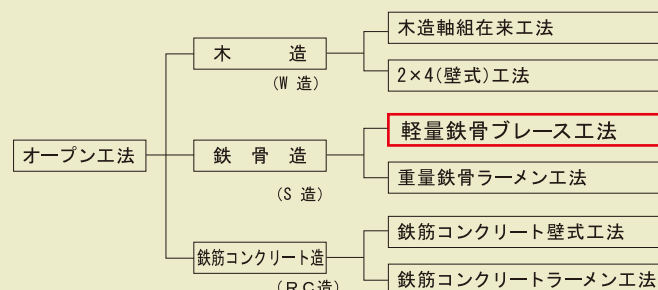 オープン工法
木 造
(W 造)
木造軸組在来工法
2×4(壁式)工法
鉄 骨 造
(S 造)
軽量鉄骨ブレース工法
重量鉄骨ラーメン工法
鉄筋コンクリート造
(RC造)
鉄筋コンクリート壁式工法
鉄筋コンクリートラーメン工法